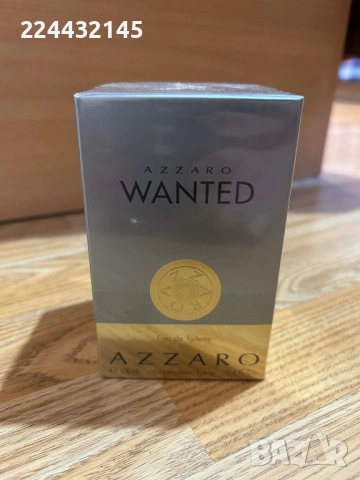 224432145
AZZARO
WANTED
Eau de Toilette
AZZARO
BAZAR